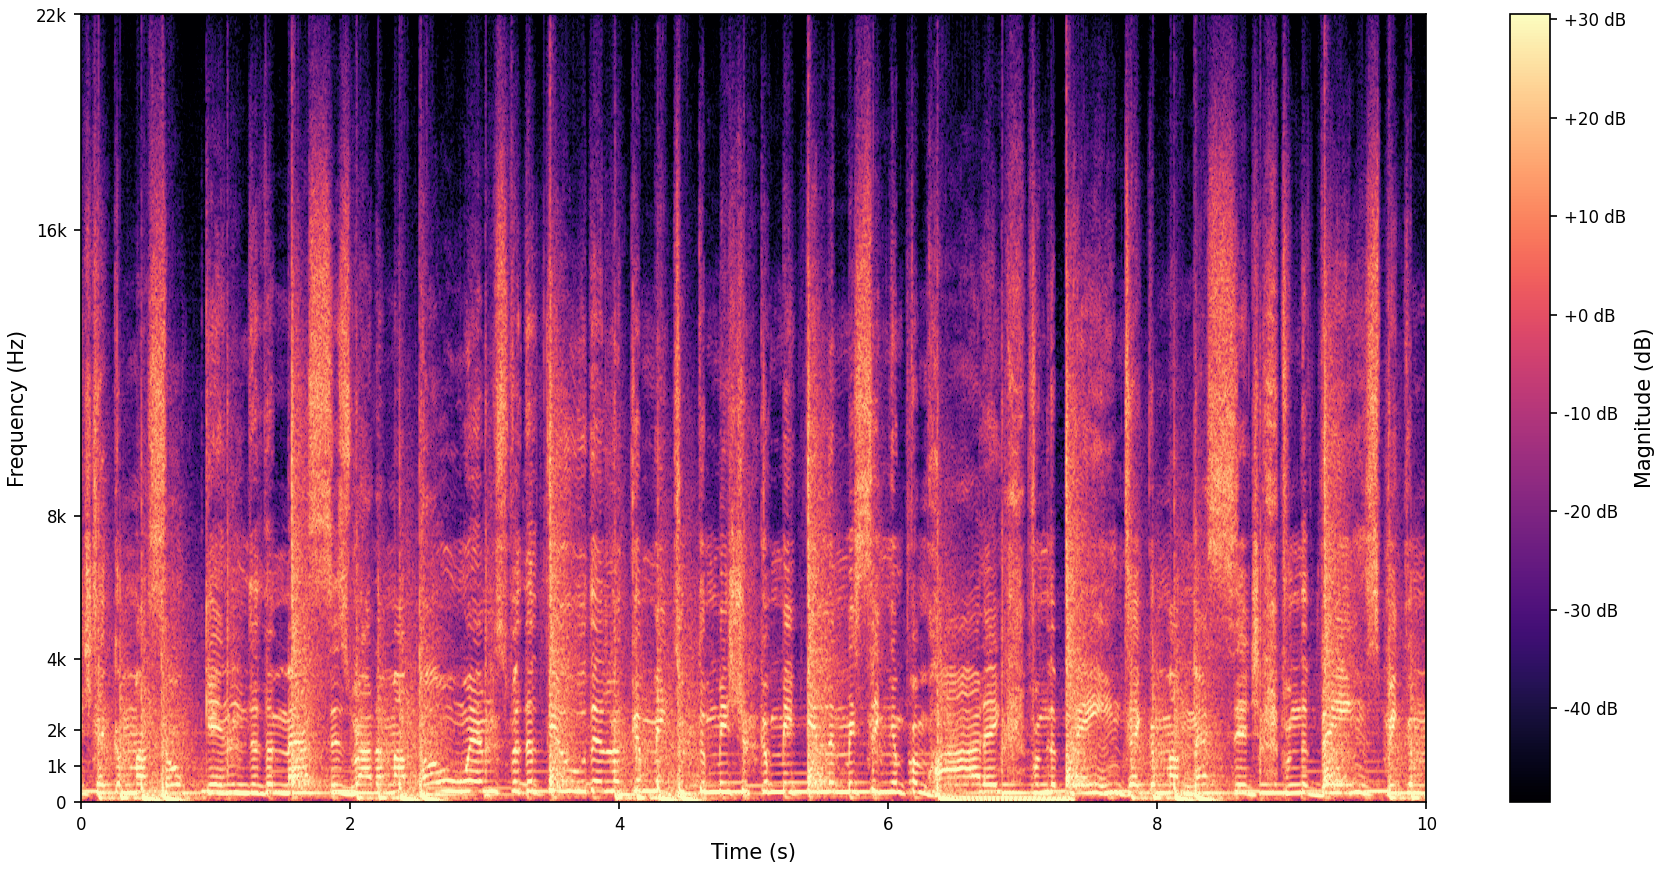 22k
16k
8k
4k
2k
1k
0
0
2
4
6
8
10
Time (s)
Frequency (Hz)
+30 dB
+20 dB
+10 dB
+0 dB
-10 dB
-20 dB
-30 dB
-40 dB
Magnitude (dB)